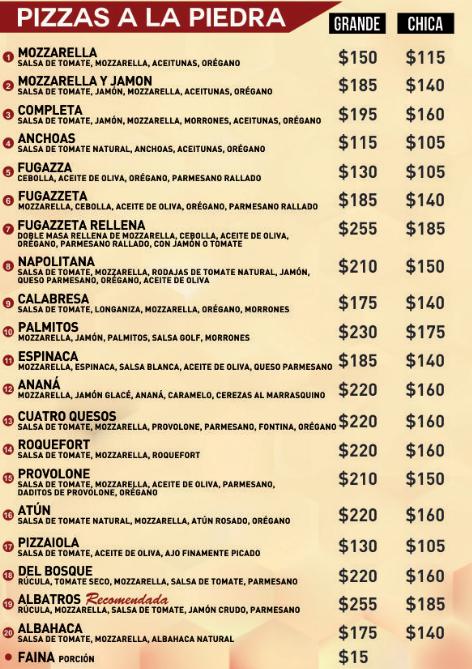 PIZZAS A LA PIEDRA GRANDE CHICA
1 MOZZARELLA $150 $115
SALSA DE TOMATE, MOZZARELLA, ACEITUNAS, ORÉGANO
2 MOZZARELLA Y JAMON $185 $140
SALSA DE TOMATE, JAMÓN, MOZZARELLA, ACEITUNAS, ORÉGANO
3 COMPLETA $195 $160
SALSA DE TOMATE, JAMÓN, MOZZARELLA, MORRONES, ACEITUNAS, ORÉGANO
4 ANCHOAS $115 $105
SALSA DE TOMATE NATURAL, ANCHOAS, ACEITUNAS, ORÉGANO
5 FUGAZZA $130 $105
CEBOLLA, ACEITE DE OLIVA, ORÉGANO, PARMESANO RALLADO
6 FUGAZZETA $185 $140
MOZZARELLA, CEBOLLA, ACEITE DE OLIVA, ORÉGANO, PARMESANO RALLADO
7 FUGAZZETA RELLENA $255 $185
DOBLE MASA RELLENA DE MOZZARELLA, CEBOLLA, ACEITE DE OLIVA,
ORÉGANO, PARMESANO RALLADO, CON JAMÓN O TOMATE
8 NAPOLITANA $210 $150
SALSA DE TOMATE, MOZZARELLA, RODAJAS DE TOMATE NATURAL, JAMÓN,
QUESO PARMESANO, ORÉGANO, ACEITE DE OLIVA
9 CALABRESA $175 $140
SALSA DE TOMATE, LONGANIZA, MOZZARELLA, ORÉGANO, MORRONES
10 PALMITOS $230 $175
MOZZARELLA, JAMÓN, PALMITOS, SALSA GOLF, MORRONES
11 ESPINACA $185 $140
MOZZARELLA, ESPINACA, SALSA BLANCA, ACEITE DE OLIVA, QUESO PARMESANO
12 ANANÁ $220 $160
MOZZARELLA, JAMÓN GLACÉ, ANANÁ, CARAMELO, CEREZAS AL MARRASQUINO
13 CUATRO QUESOS $220 $160
SALSA DE TOMATE, MOZZARELLA, PROVOLONE, PARMESANO, FONTINA, ORÉGANO
14 ROQUEFORT $220 $160
SALSA DE TOMATE, MOZZARELLA, ROQUEFORT
15 PROVOLONE $210 $150
SALSA DE TOMATE, MOZZARELLA, ACEITE DE OLIVA, PARMESANO,
DADITOS DE PROVOLONE, ORÉGANO
16 ATÚN $220 $160
SALSA DE TOMATE NATURAL, MOZZARELLA, ATÚN ROSADO, ORÉGANO
17 PIZZAIOLA $130 $105
SALSA DE TOMATE, ACEITE DE OLIVA, AJO FINAMENTE PICADO
18 DEL BOSQUE $220 $160
RÚCULA, TOMATE SECO, MOZZARELLA, SALSA DE TOMATE, PARMESANO
19 ALBATROS Recomendada $255 $185
RÚCULA, MOZZARELLA, SALSA DE TOMATE, JAMÓN CRUDO, PARMESANO
20 ALBAHACA $175 $140
SALSA DE TOMATE, MOZZARELLA, ALBAHACA NATURAL
• FAINA PORCIÓN $15